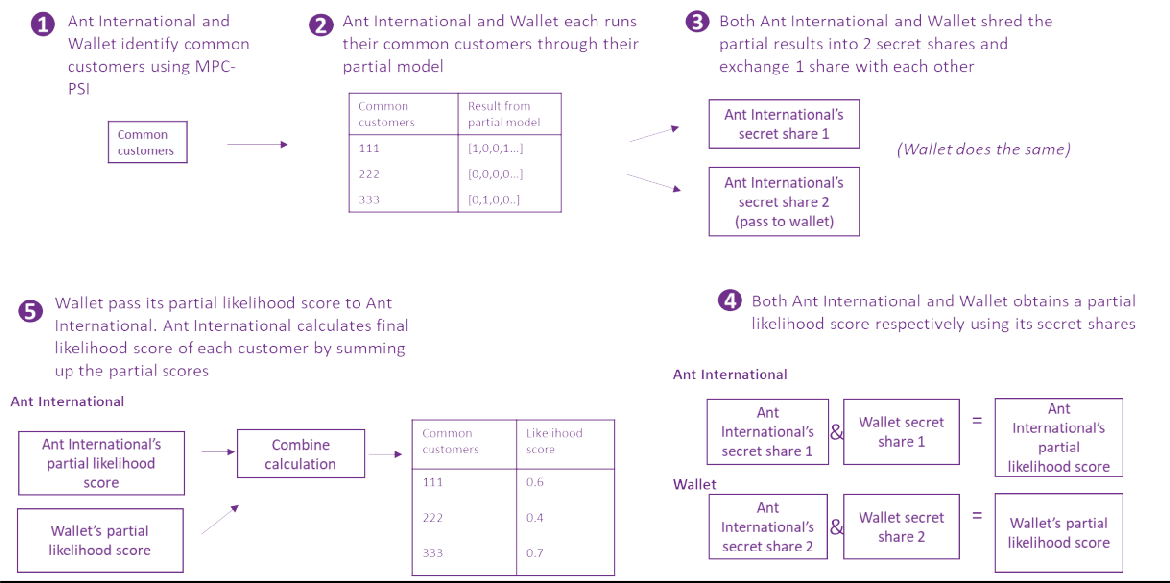 1
Ant International and
Wallet identify common
customers using MPC-
PSI
Common
customers
2
Ant International and Wallet each runs
their common customers through their
partial model
Common
customers
Result from
partial model
111
[1,0,0,1...]
222
[0,0,0,0...]
333
[0,1,0,0..]
3
Both Ant International and Wallet shred the
partial results into 2 secret shares and
exchange 1 share with each other
Ant International's
secret share 1
(Wallet does the same)
Ant International's
secret share 2
(pass to wallet)
4
Both Ant International and Wallet obtains a partial
likelihood score respectively using its secret shares
Ant International
Ant
International's
secret share 1
&
Wallet secret
share 1
=
Ant
International's
partial
likelihood score
Wallet
Ant
International's
secret share 2
&
Wallet secret
share 2
=
Wallet's partial
likelihood score
5
Wallet pass its partial likelihood score to Ant
International. Ant International calculates final
likelihood score of each customer by summing
up the partial scores
Ant International
Ant International's
partial likelihood
score
Wallet's partial
likelihood score
Combine
calculation
Common
customers
Likelihood
score
111
0.6
222
0.4
333
0.7